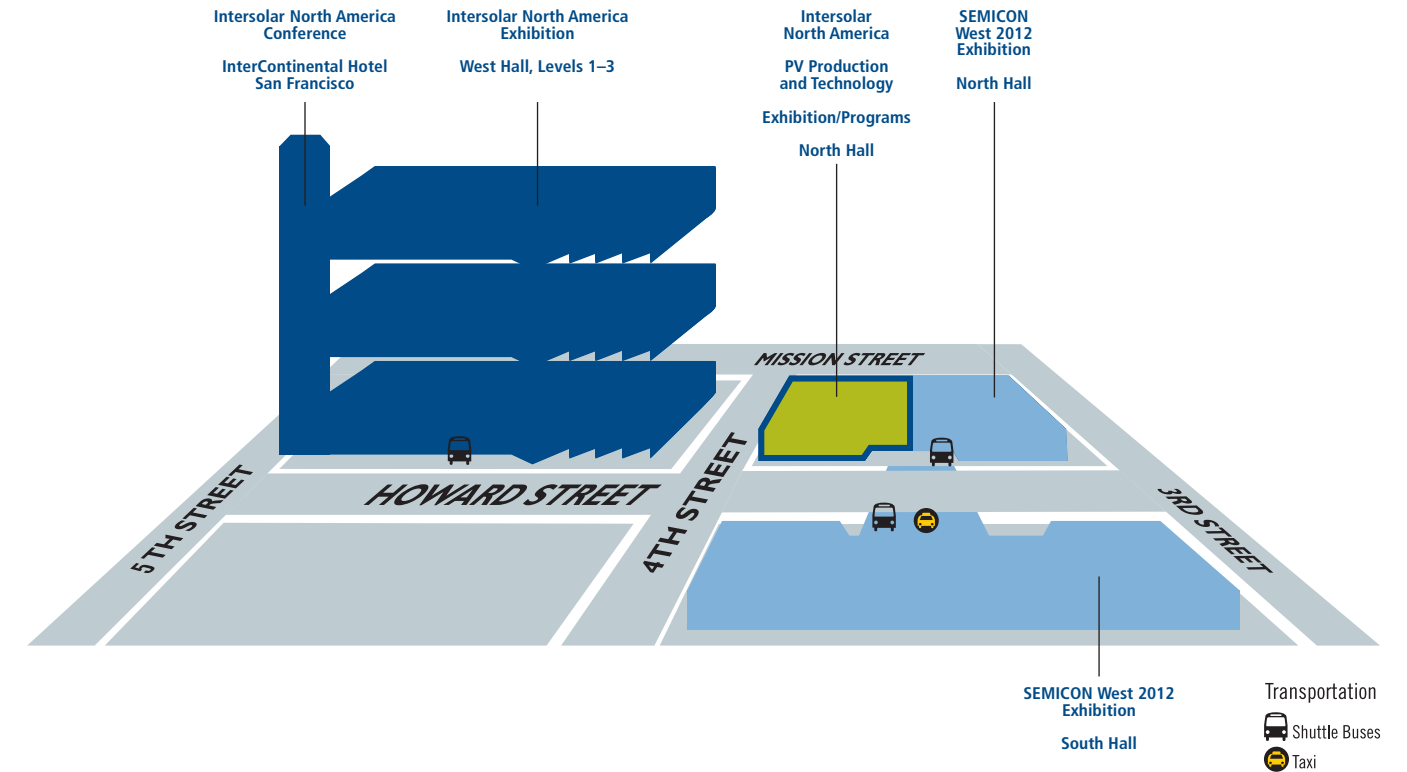 Intersolar North America
Conference
InterContinental Hotel
San Francisco
Intersolar North America
Exhibition
West Hall, Levels 1–3
Intersolar
North America
PV Production
and Technology
Exhibition/Programs
North Hall
SEMICON
West 2012
Exhibition
North Hall
MISSION STREET
HOWARD STREET
5 TH STREET
4TH STREET
3RD STREET
SEMICON West 2012
Exhibition
South Hall
Transportation
Shuttle Buses
Taxi